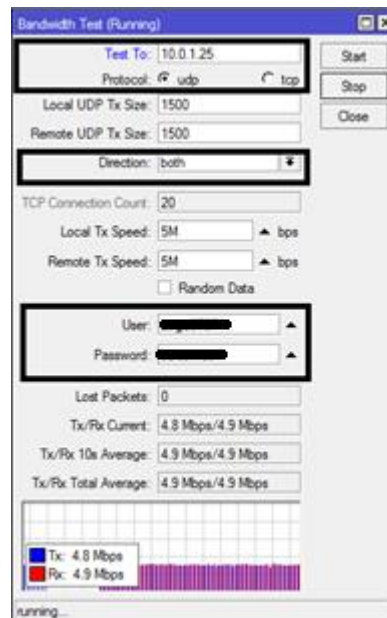 Bandwidth Test (Running)
Test To: 10.0.1.25
Start
Protocol: udp tcp
Stop
Local UDP Tx Size: 1500
Close
Remote UDP Tx Size: 1500
Direction: both
TCP Connection Count: 20
Local Tx Speed: 5M bps
Remote Tx Speed: 5M bps
Random Data
User:
Password:
Lost Packets: 0
Tx/Rx Current: 4.8 Mbps/4.9 Mbps
Tx/Rx 10s Average: 4.9 Mbps/4.9 Mbps
Tx/Rx Total Average: 4.9 Mbps/4.9 Mbps
Tx: 4.8 Mbps
Rx: 4.9 Mbps
running...